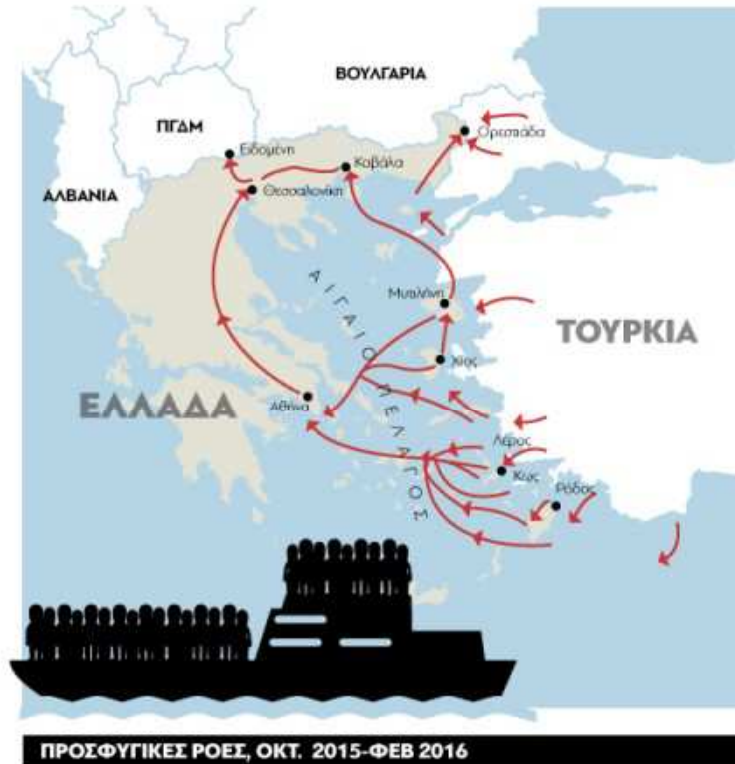 ΒΟΥΛΓΑΡΙΑ
ΠΓΔΜ
Ορεστιάδα
Ειδομένη
Καβάλα
ΑΛΒΑΝΙΑ
Θεσσαλονίκη
Μυτιλήνη
ΑΙΓΑΙΟ ΠΕΛΑΓΟΣ
ΤΟΥΡΚΙΑ
Χίος
ΕΛΛΑΔΑ
Αθήνα
Λέρος
Κως
Ρόδος
ΠΡΟΣΦΥΓΙΚΕΣ ΡΟΕΣ, ΟΚΤ. 2015-ΦΕΒ 2016